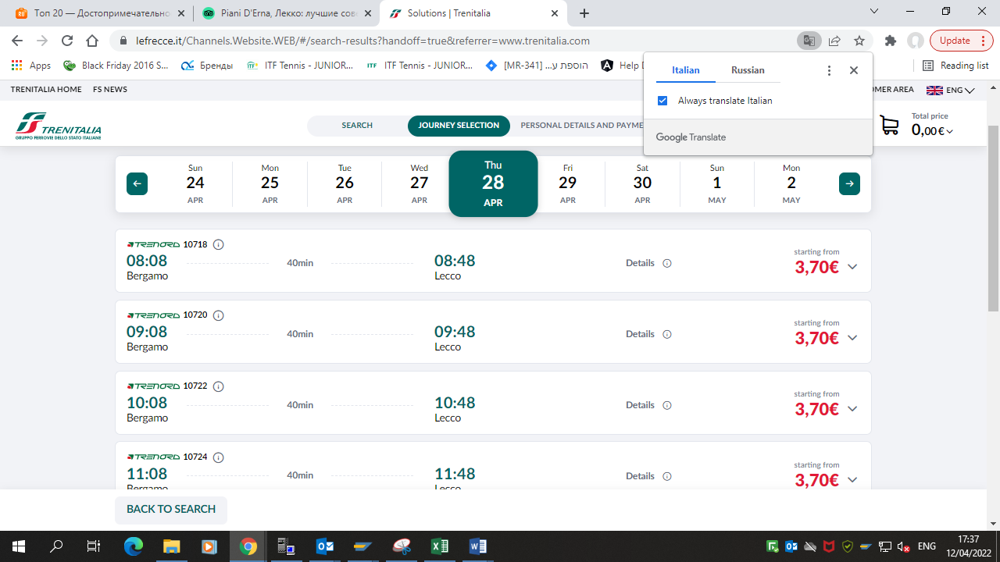 Топ 20 — Достопримечательно
Piani D'Erna, Лекко: лучшие сов
Solutions | Trenitalia
lefrecce.it/Channels.Website.WEB/#/search-results?handoff=true&referrer=www.trenitalia.com
Update
Apps
Black Friday 2016 S...
Бренды
ITF Tennis - JUNIOR...
ITF Tennis - JUNIOR...
[MR-341] הוספת ע...
Help D
Reading list
Italian
Russian
Always translate Italian
Google Translate
TRENITALIA HOME
FS NEWS
OMER AREA
ENG
TRENITALIA
GRUPPO FERROVIE DELLO STATO ITALIANE
SEARCH
JOURNEY SELECTION
PERSONAL DETAILS AND PAYME
Total price
0,00 €
Sun 24 APR
Mon 25 APR
Tue 26 APR
Wed 27 APR
Thu 28 APR
Fri 29 APR
Sat 30 APR
Sun 1 MAY
Mon 2 MAY
TRENORD 10718
08:08 40min 08:48 Details
Bergamo Lecco
starting from
3,70€
TRENORD 10720
09:08 40min 09:48 Details
Bergamo Lecco
starting from
3,70€
TRENORD 10722
10:08 40min 10:48 Details
Bergamo Lecco
starting from
3,70€
TRENORD 10724
11:08 40min 11:48 Details
Bergamo Lecco
starting from
3,70€
BACK TO SEARCH
ENG
17:37
12/04/2022